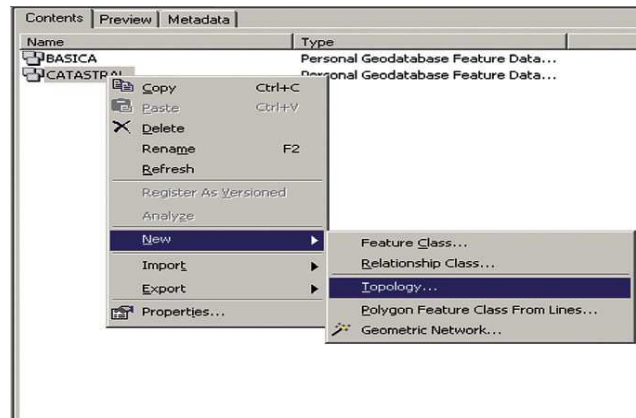 Contents Preview Metadata
Name Type
BASICA Personal Geodatabase Feature Data...
CATASTRAL Personal Geodatabase Feature Data...
Copy Ctrl+C
Paste Ctrl+V
Delete
Rename F2
Refresh
Register As Versioned
Analyze
New
Feature Class...
Import
Relationship Class...
Export
Topology...
Properties...
Polygon Feature Class From Lines...
Geometric Network...